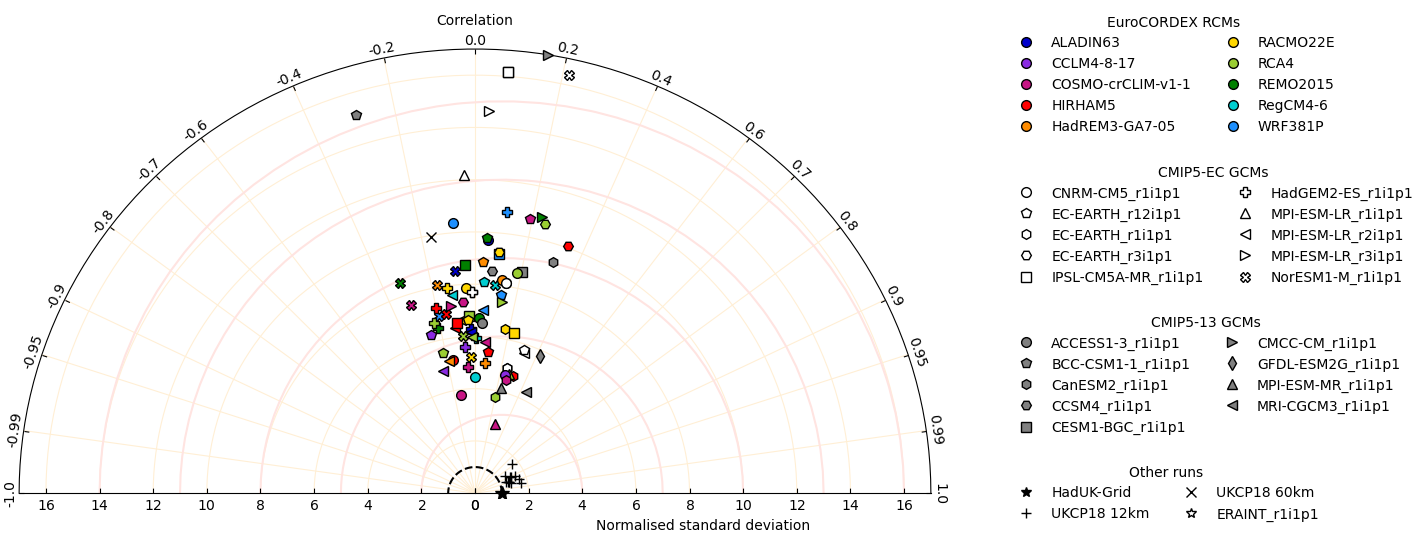 Correlation
-1.0
-0.99
-0.95
-0.9
-0.8
-0.7
-0.6
-0.4
-0.2
0.0
0.2
0.4
0.6
0.7
0.8
0.9
0.95
0.99
1.0
16 14 12 10 8 6 4 2 0 0 2 4 6 8 10 12 14 16
Normalised standard deviation
EuroCORDEX RCMs
ALADIN63 RACMO22E
CCLM4-8-17 RCA4
COSMO-crCLIM-v1-1 REMO2015
HIRHAM5 RegCM4-6
HadREM3-GA7-05 WRF381P
CMIP5-EC GCMs
CNRM-CM5_r1i1p1 HadGEM2-ES_r1i1p1
EC-EARTH_r12i1p1 MPI-ESM-LR_r1i1p1
EC-EARTH_r1i1p1 MPI-ESM-LR_r2i1p1
EC-EARTH_r3i1p1 MPI-ESM-LR_r3i1p1
IPSL-CM5A-MR_r1i1p1 NorESM1-M_r1i1p1
CMIP5-13 GCMs
ACCESS1-3_r1i1p1 CMCC-CM_r1i1p1
BCC-CSM1-1_r1i1p1 GFDL-ESM2G_r1i1p1
CanESM2_r1i1p1 MPI-ESM-MR_r1i1p1
CCSM4_r1i1p1 MRI-CGCM3_r1i1p1
CESM1-BGC_r1i1p1
Other runs
HadUK-Grid UKCP18 60km
UKCP18 12km ERAINT_r1i1p1